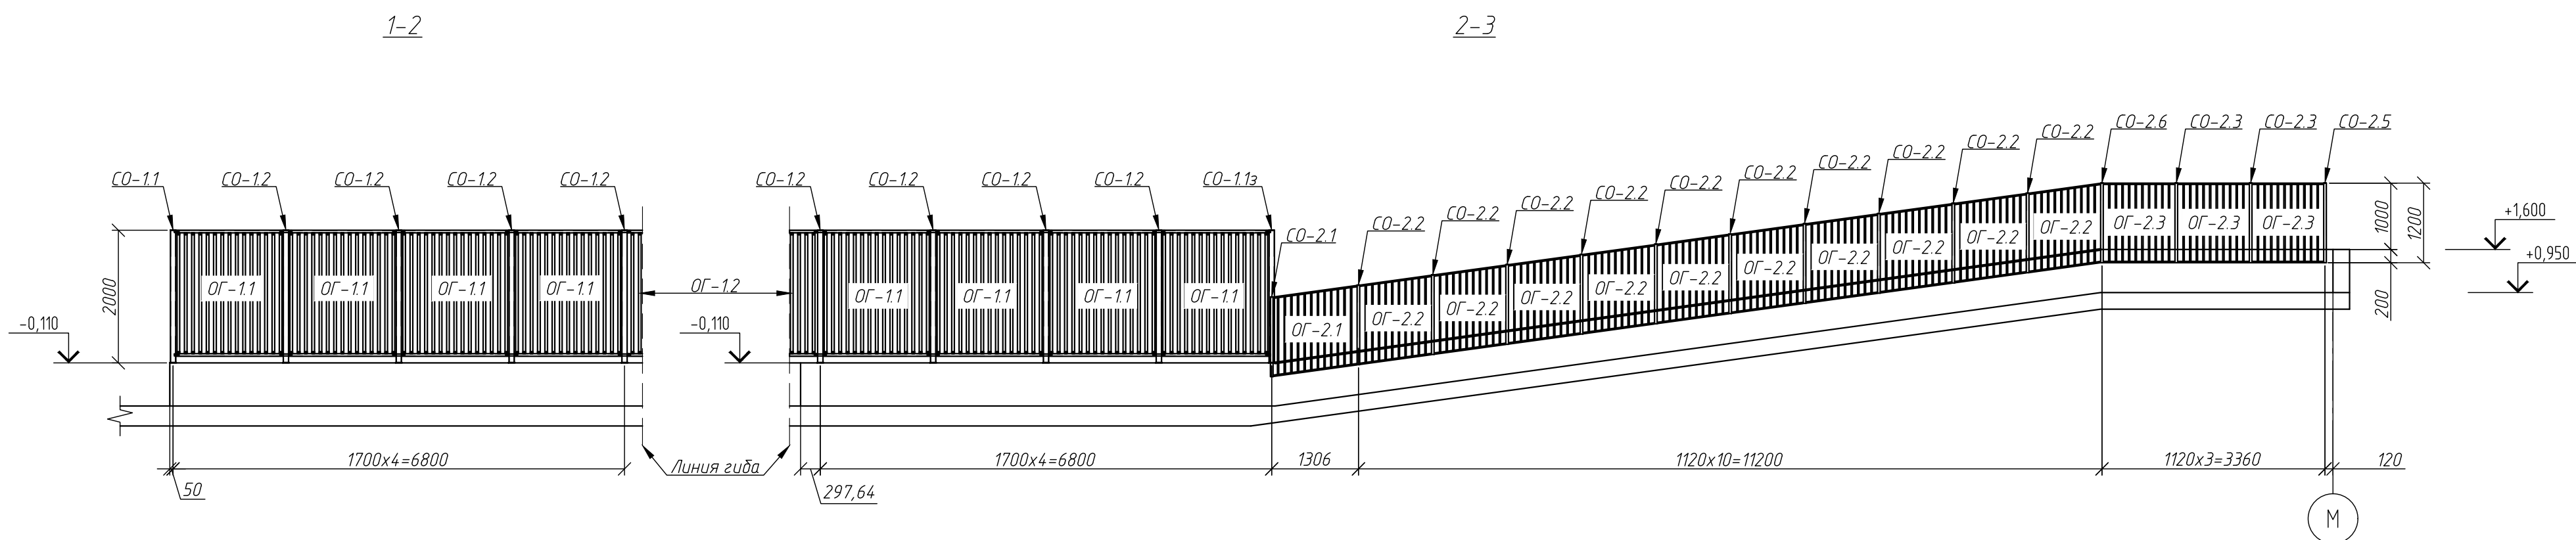 1-2
2-3
СО-1.1
СО-1.2
СО-1.2
СО-1.2
СО-1.2
СО-1.2
СО-1.2
СО-1.2
СО-1.2
СО-1.1з
СО-2.1
СО-2.2
СО-2.2
СО-2.2
СО-2.2
СО-2.2
СО-2.2
СО-2.2
СО-2.2
СО-2.2
СО-2.2
СО-2.6
СО-2.3
СО-2.3
СО-2.5
ОГ-1.1
ОГ-1.1
ОГ-1.1
ОГ-1.1
ОГ-1.2
ОГ-1.1
ОГ-1.1
ОГ-1.1
ОГ-1.1
ОГ-2.1
ОГ-2.2
ОГ-2.2
ОГ-2.2
ОГ-2.2
ОГ-2.2
ОГ-2.2
ОГ-2.2
ОГ-2.2
ОГ-2.2
ОГ-2.2
ОГ-2.3
ОГ-2.3
ОГ-2.3
2000
-0,110
-0,110
1000
1200
200
+1,600
+0,950
1700х4=6800
50
Линия гиба
297,64
1700х4=6800
1306
1120х10=11200
1120х3=3360
120
М